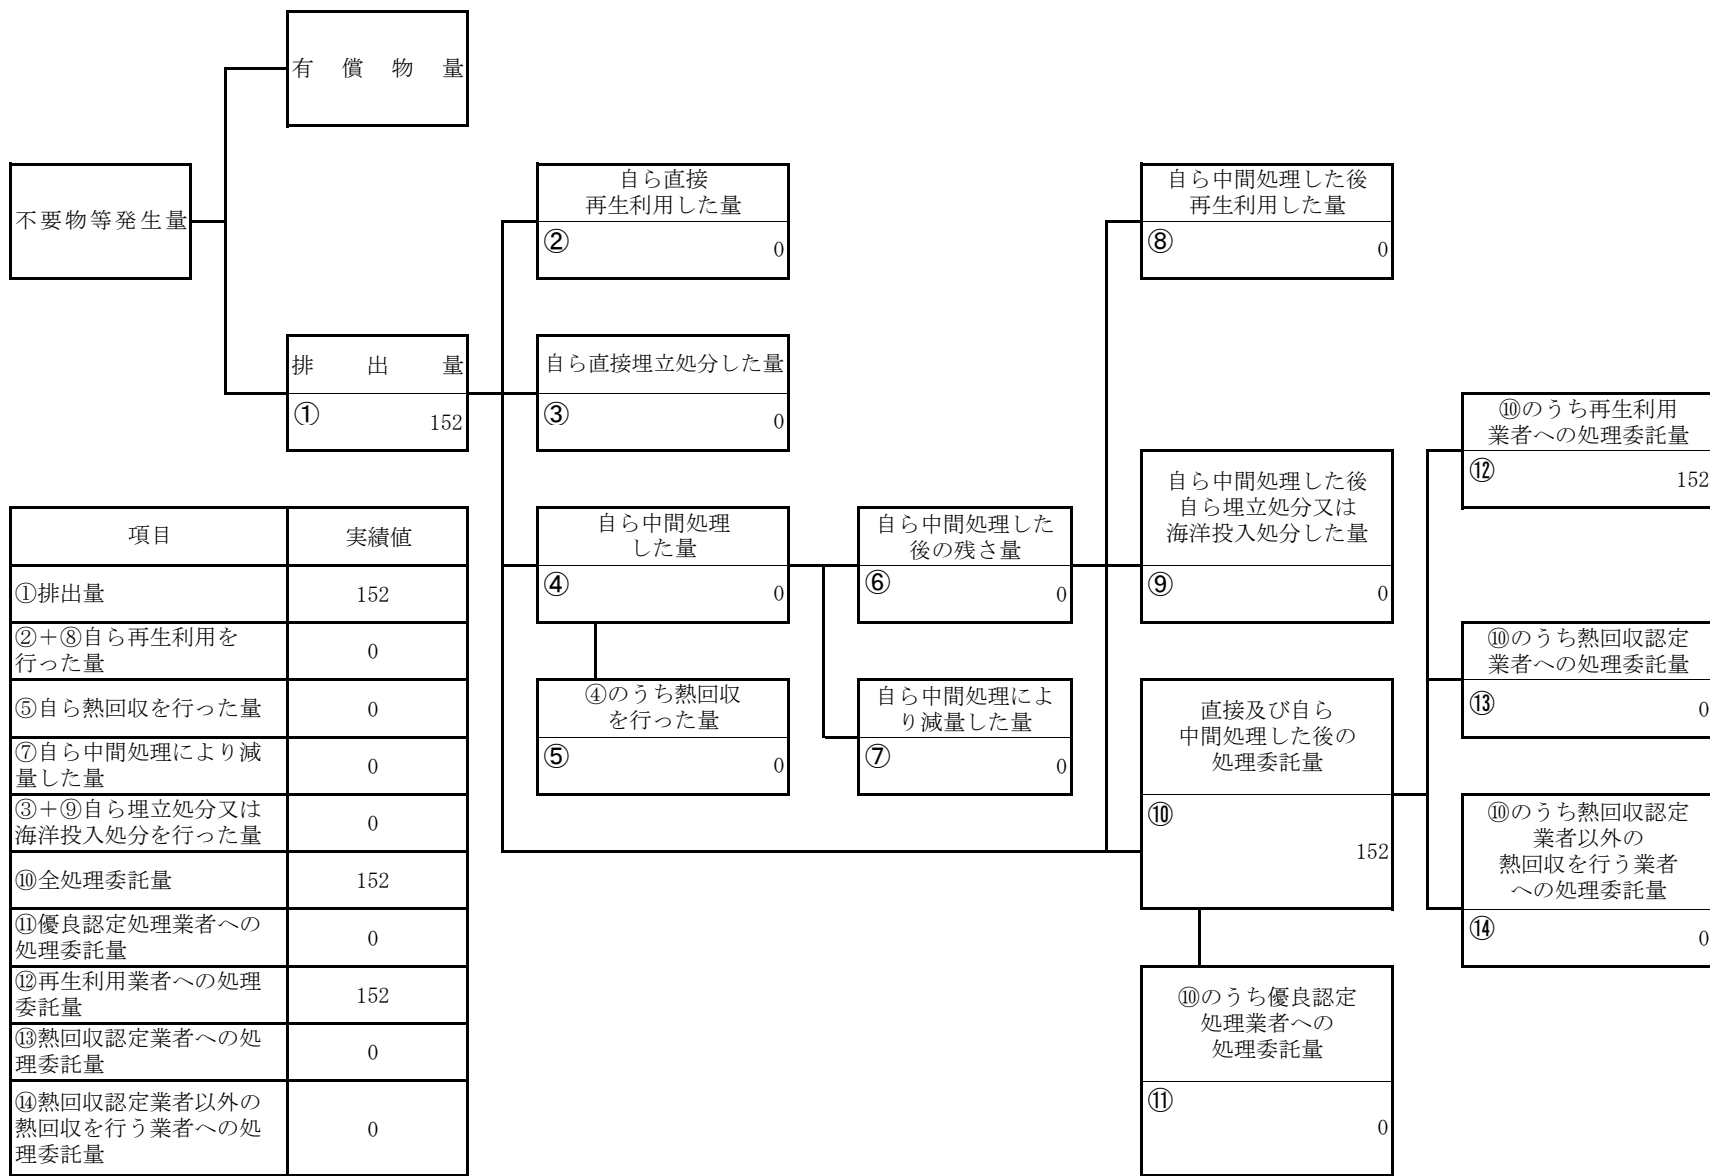 有償物量
不要物等発生量
排出量
①
152
自ら直接
再生利用した量
②
0
自ら直接埋立処分した量
③
0
自ら中間処理
した量
④
0
④のうち熱回収
を行った量
⑤
0
自ら中間処理した
後の残さ量
⑥
0
自ら中間処理によ
り減量した量
⑦
0
自ら中間処理した後
再生利用した量
⑧
0
自ら中間処理した後
自ら埋立処分又は
海洋投入処分した量
⑨
0
直接及び自ら
中間処理した後の
処理委託量
⑩
152
⑩のうち優良認定
処理業者への
処理委託量
⑪
0
⑩のうち再生利用
業者への処理委託量
⑫
152
⑩のうち熱回収認定
業者への処理委託量
⑬
0
⑩のうち熱回収認定
業者以外の
熱回収を行う業者
への処理委託量
⑭
0
項目 実績値
①排出量 152
②+⑧自ら再生利用を
行った量 0
⑤自ら熱回収を行った量 0
⑦自ら中間処理により減
量した量 0
③+⑨自ら埋立処分又は
海洋投入処分を行った量 0
⑩全処理委託量 152
⑪優良認定処理業者への
処理委託量 0
⑫再生利用業者への処理
委託量 152
⑬熱回収認定業者への処
理委託量 0
⑭熱回収認定業者以外の
熱回収を行う業者への処
理委託量 0